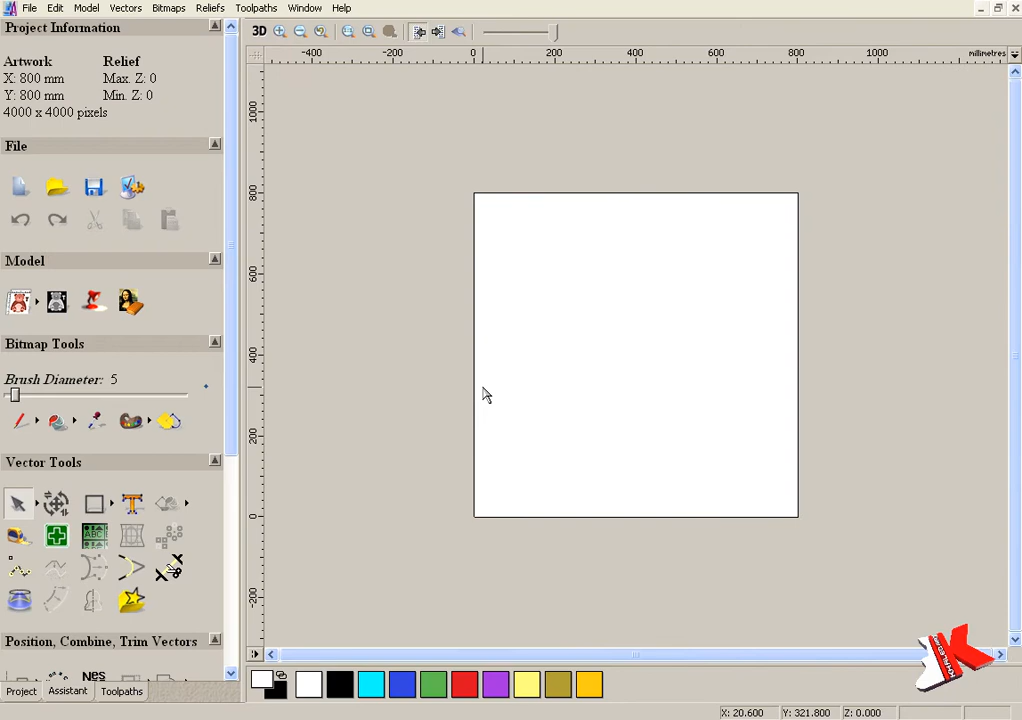 File Edit Model Vectors Bitmaps Reliefs Toolpaths Window Help
Project Information
Artwork Relief
X: 800 mm Max. Z: 0
Y: 800 mm Min. Z: 0
4000 x 4000 pixels
File
Model
Bitmap Tools
Brush Diameter: 5
Vector Tools
T
ABC
Position, Combine, Trim Vectors
Nes
Project Assistant Toolpaths
3D
-400 -200 0 200 400 600 800 1000 millimetres
1000
800
600
400
200
0
-200
X: 20.600 Y: 321.800 Z: 0.000